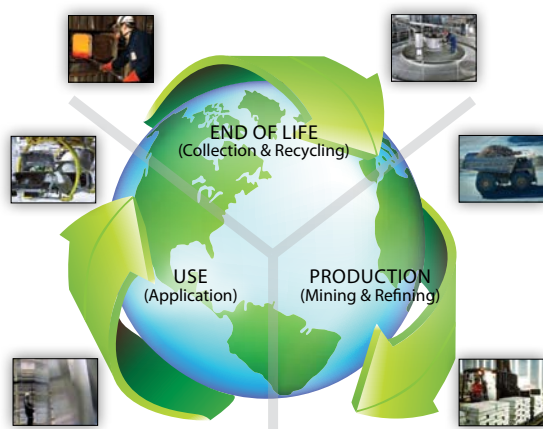 END OF LIFE
(Collection & Recycling)
USE
(Application)
PRODUCTION
(Mining & Refining)